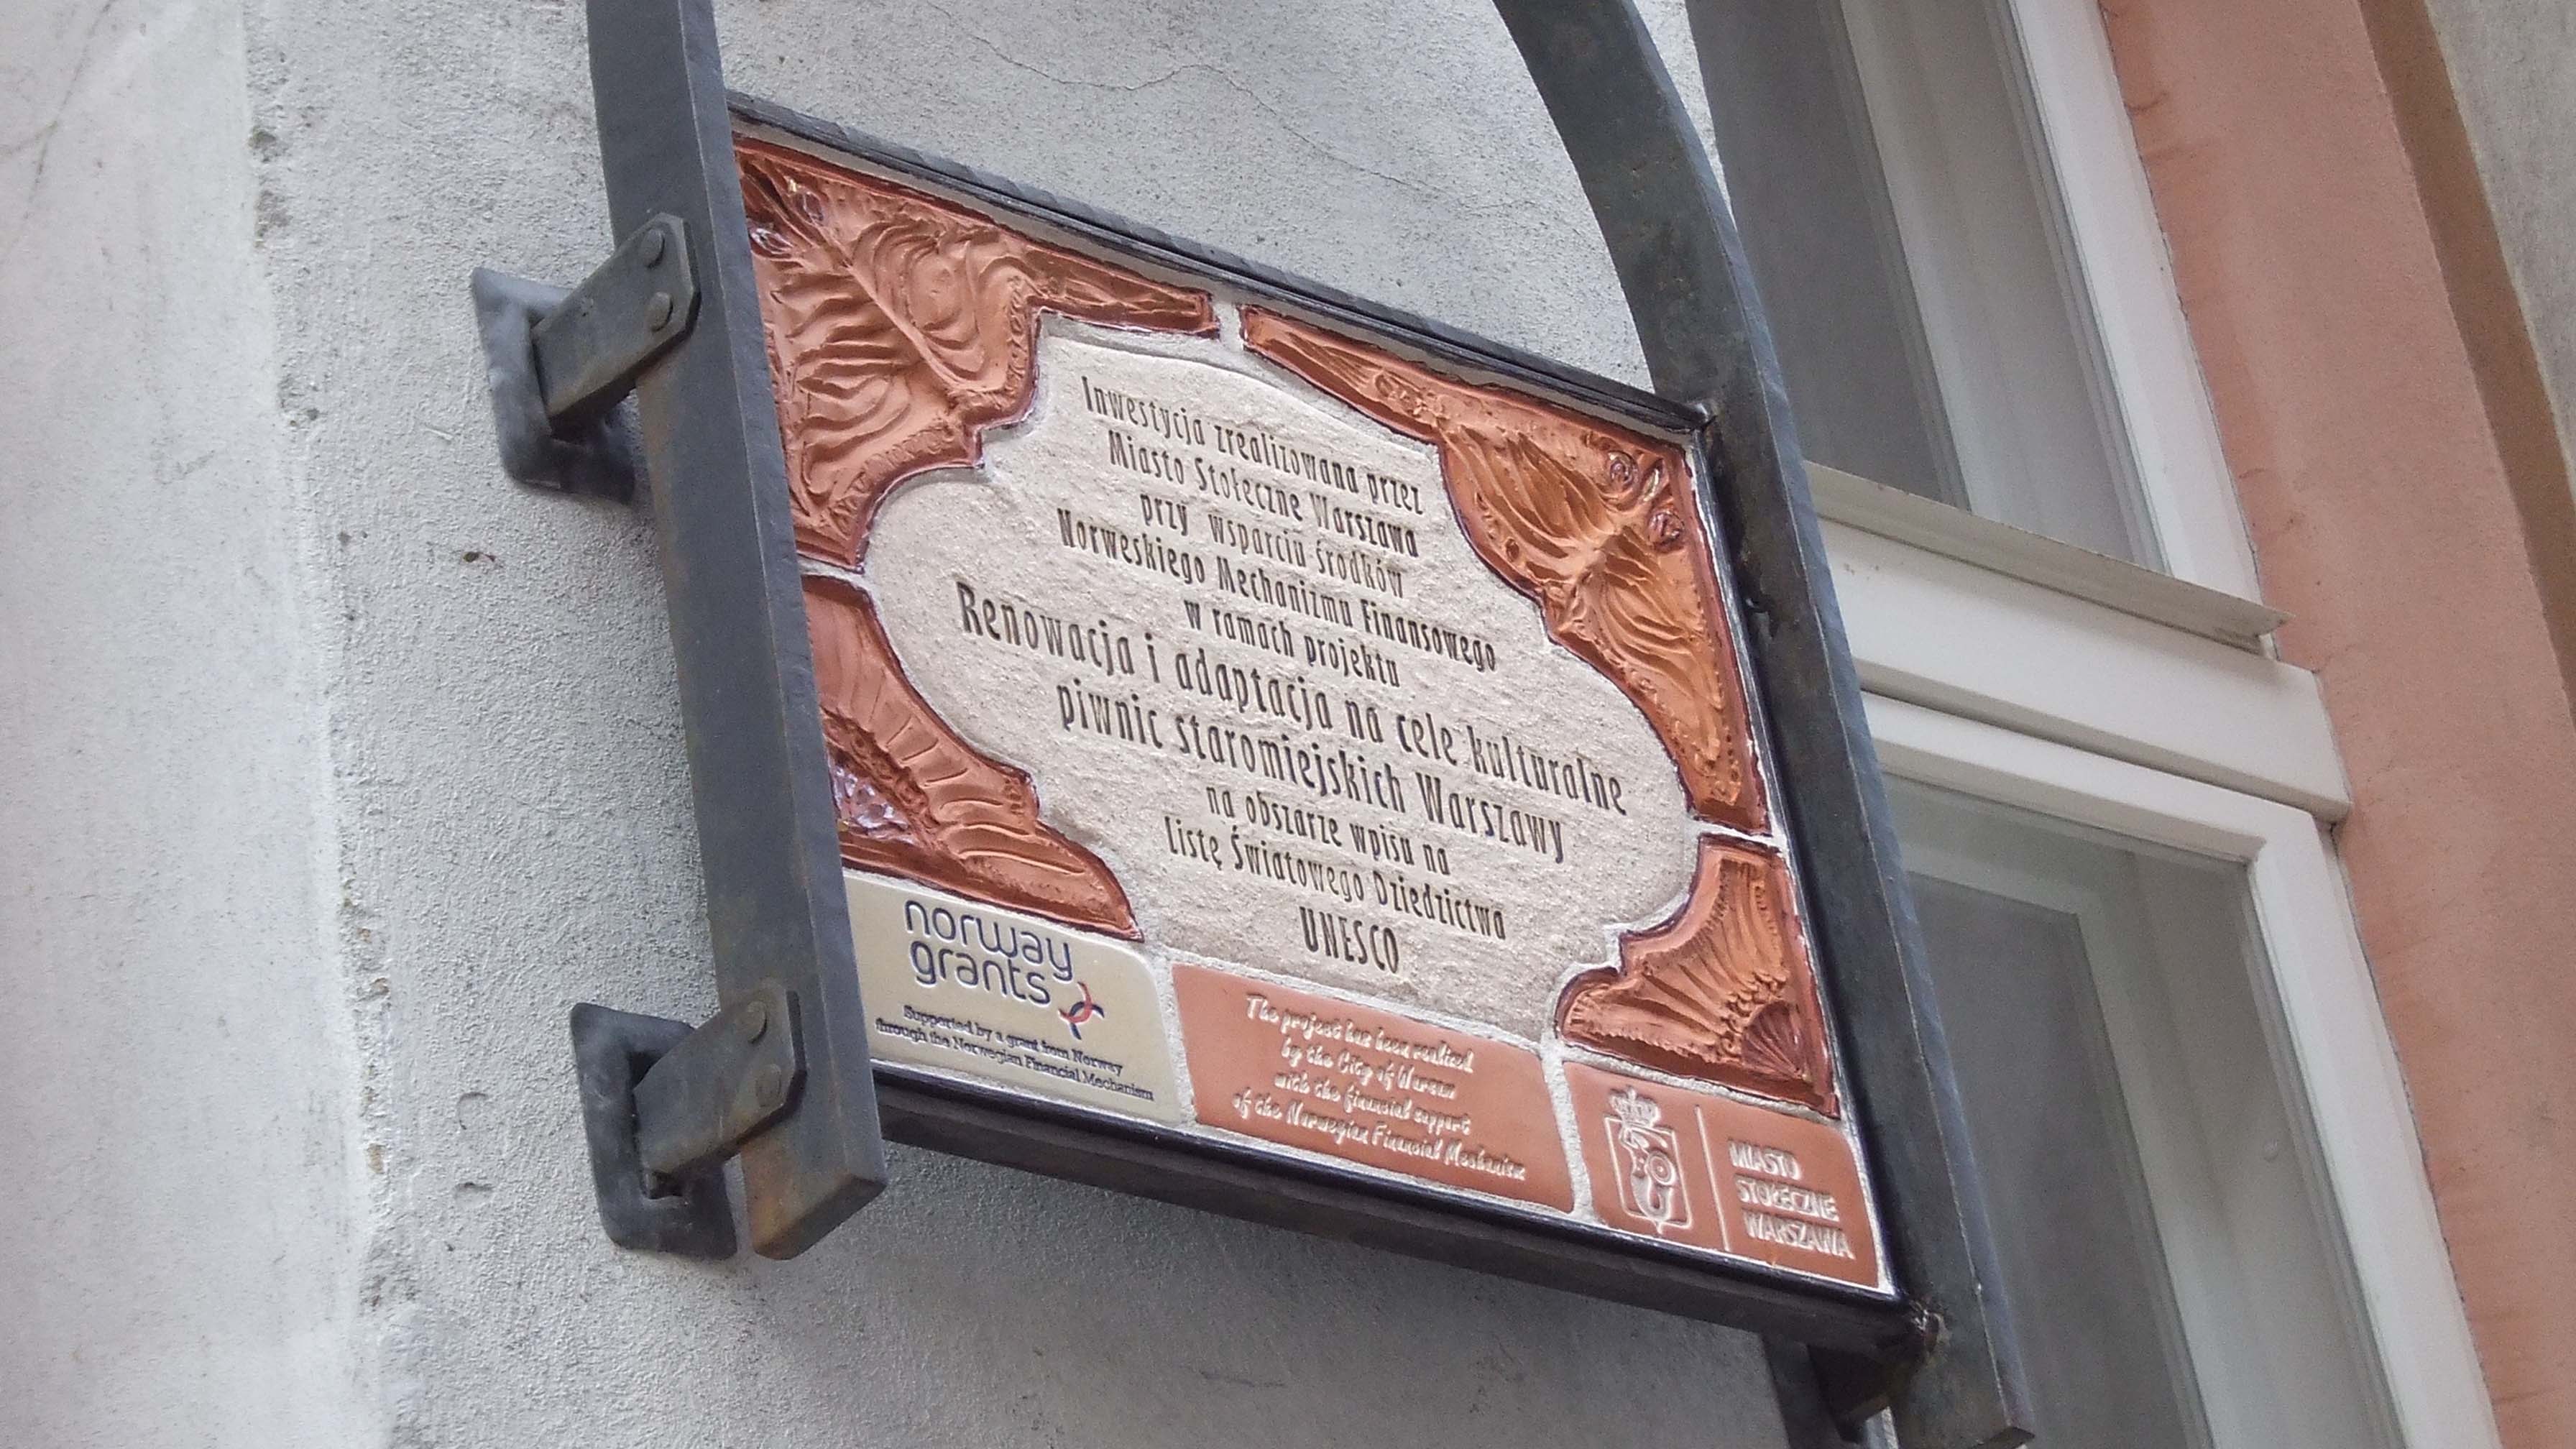 Inwestycja zrealizowana przez
Miasto Stołeczne Warszawa
przy wsparciu środków
Norweskiego Mechanizmu Finansowego
w ramach projektu
Renowacja i adaptacja na cele kulturalne
piwnic staromiejskich Warszawy
na obszarze wpisu na
Listę Światowego Dziedzictwa
UNESCO
norway
grants
Supported by a grant from Norway
through the Norwegian Financial Mechanism
The project has been realized
by the City of Warsaw
with the financial support
of the Norwegian Financial Mechanism
MIASTO
STOŁECZNE
WARSZAWA